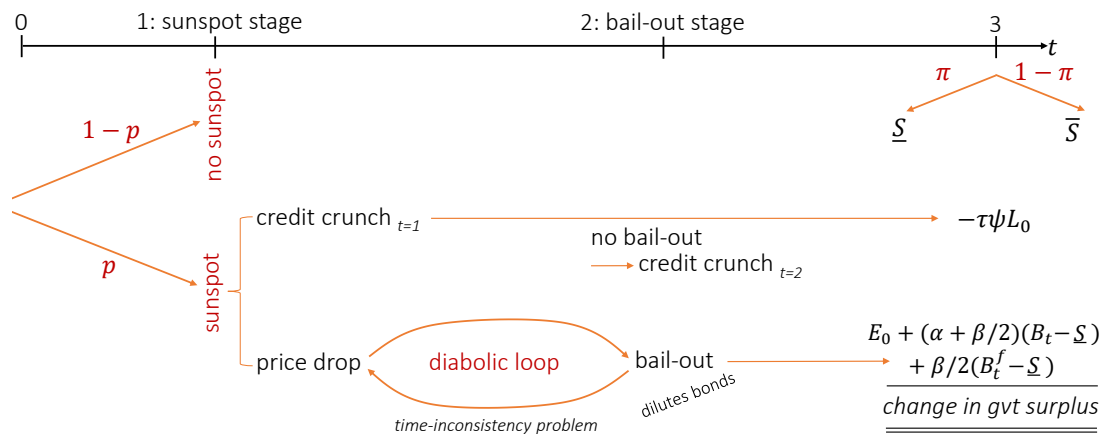 0
1: sunspot stage
2: bail-out stage
3
t
π
1 − π
S̲
S̅
1 − p
no sunspot
p
sunspot
credit crunch t=1
−τψL₀
no bail-out
credit crunch t=2
price drop
diabolic loop
bail-out
dilutes bonds
time-inconsistency problem
E₀ + (α + β/2)(Bₜ−S̲)
+ β/2(Bₜᶠ−S̲)
change in gvt surplus